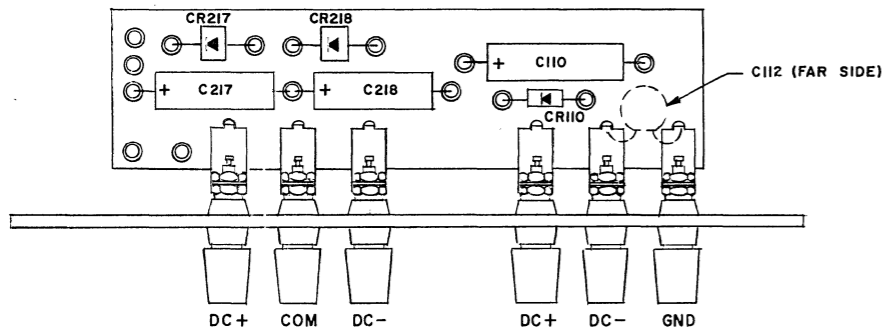 CR217 CR218
+ C110
C112 (FAR SIDE)
+ C217 + C218
CR110
DC+ COM DC- DC+ DC- GND